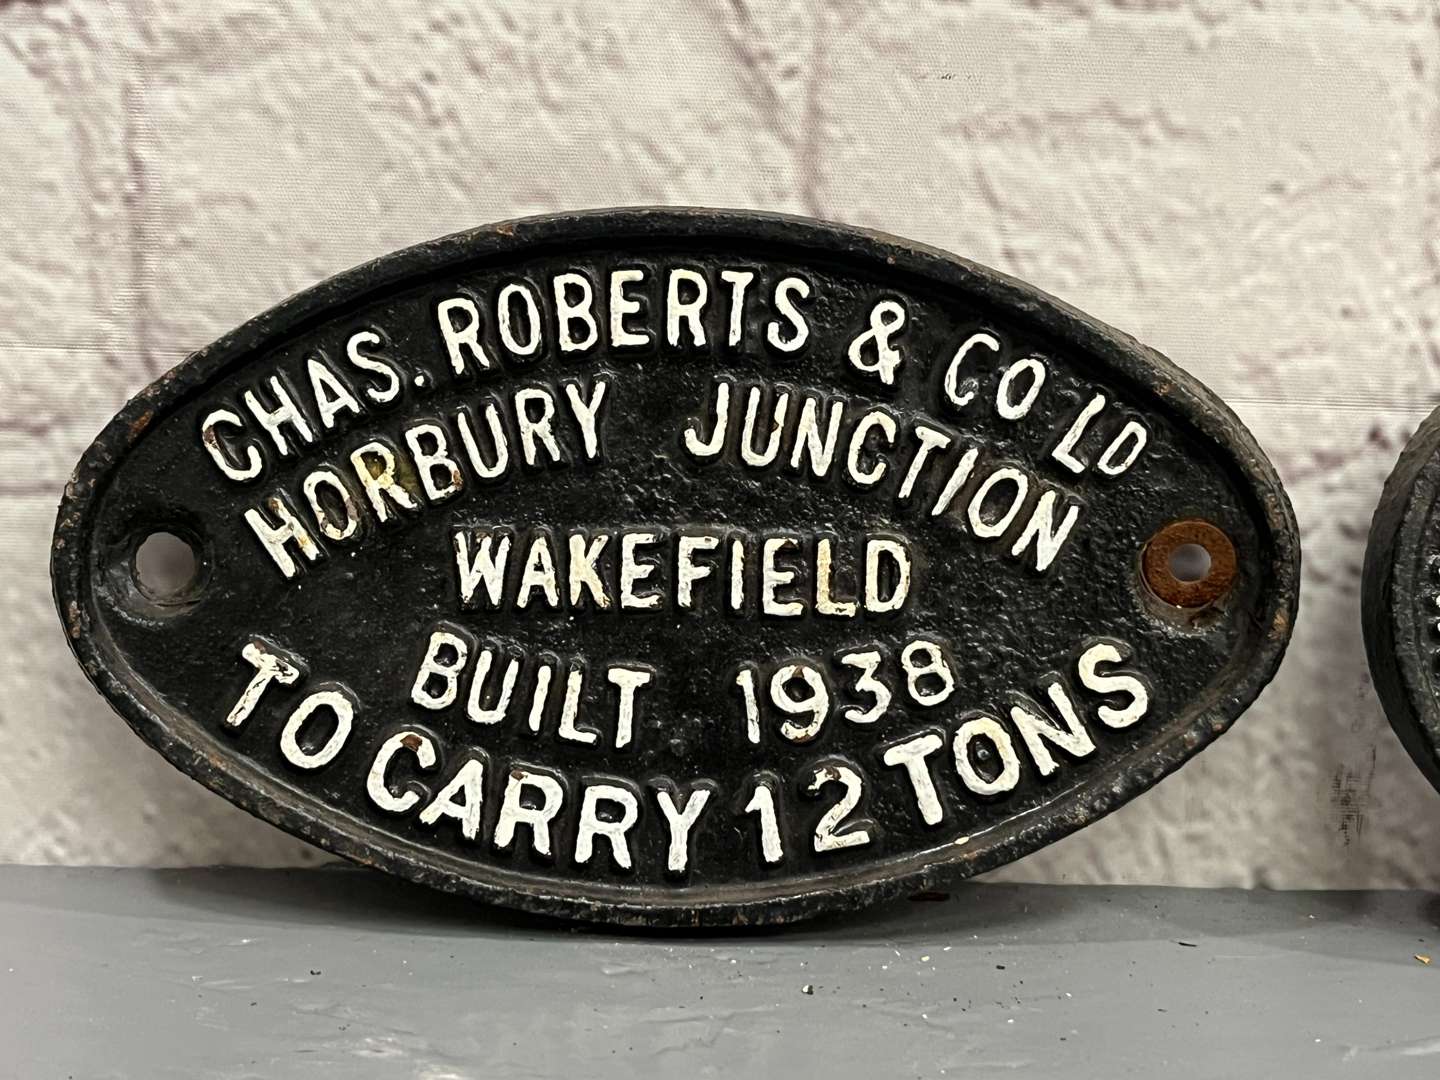 CHAS. ROBERTS & CO LD
HORBURY JUNCTION
WAKEFIELD
BUILT 1938
TO CARRY 12 TONS